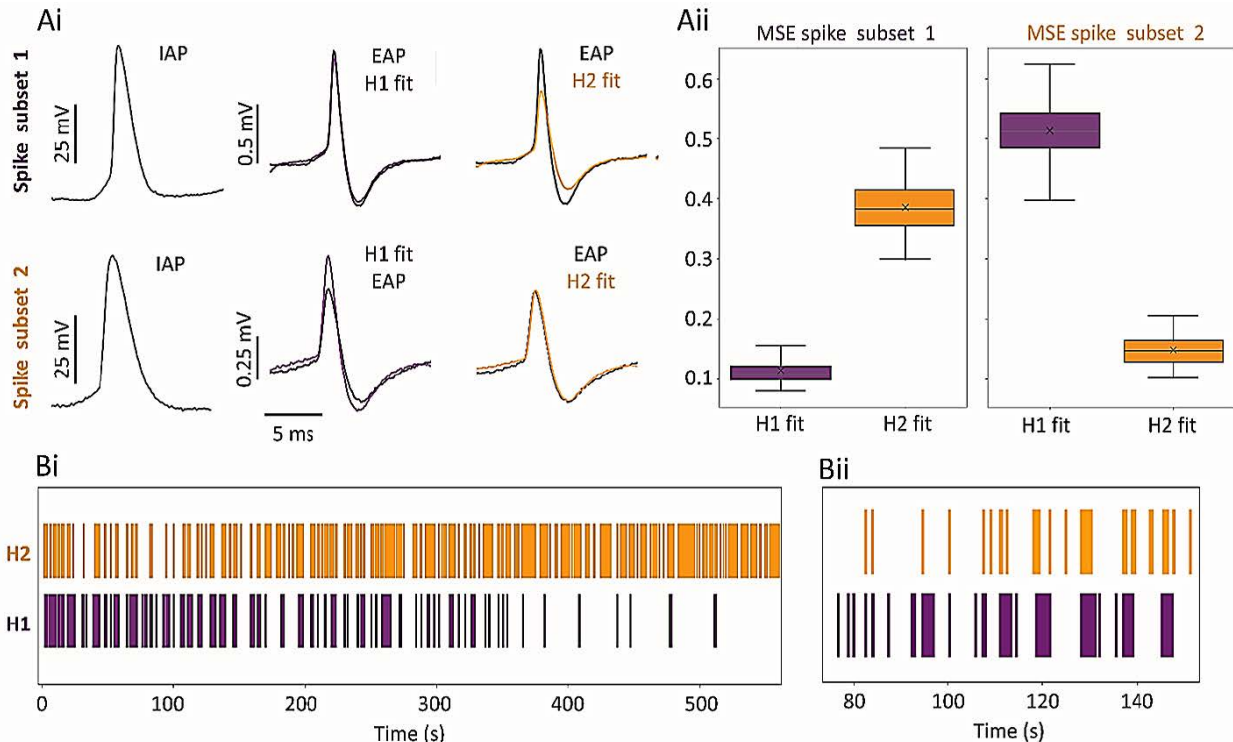 Ai
Spike subset 1
IAP
25 mV
EAP
H1 fit
0.5 mV
EAP
H2 fit
Spike subset 2
IAP
25 mV
H1 fit
EAP
0.25 mV
EAP
H2 fit
5 ms
Aii
MSE spike subset 1
MSE spike subset 2
0.6
0.5
0.4
0.3
0.2
0.1
H1 fit
H2 fit
H1 fit
H2 fit
Bi
H2
H1
0
100
200
300
400
500
Time (s)
Bii
80
100
120
140
Time (s)